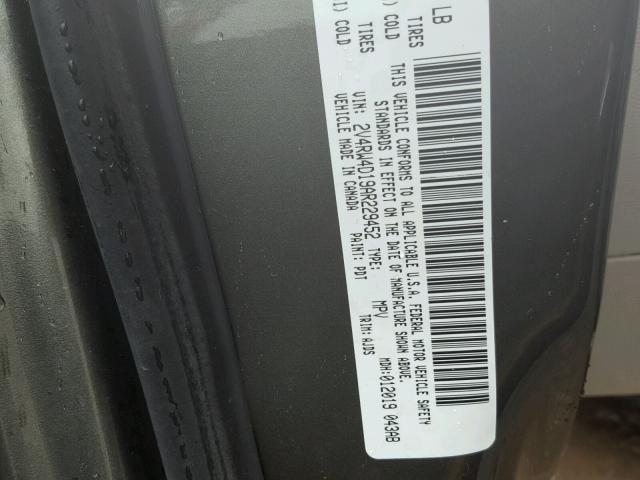 LB
) COLD TIRES
I) COLD TIRES
THIS VEHICLE CONFORMS TO ALL APPLICABLE U.S.A. FEDERAL MOTOR VEHICLE SAFETY
STANDARDS IN EFFECT ON THE DATE OF MANUFACTURE SHOWN ABOVE.
VIN: 2V4RW4D19AR229452 TYPE: MPV MDH:012019 043AB
VEHICLE MADE IN CANADA PAINT: PDT TRIM: AJDS